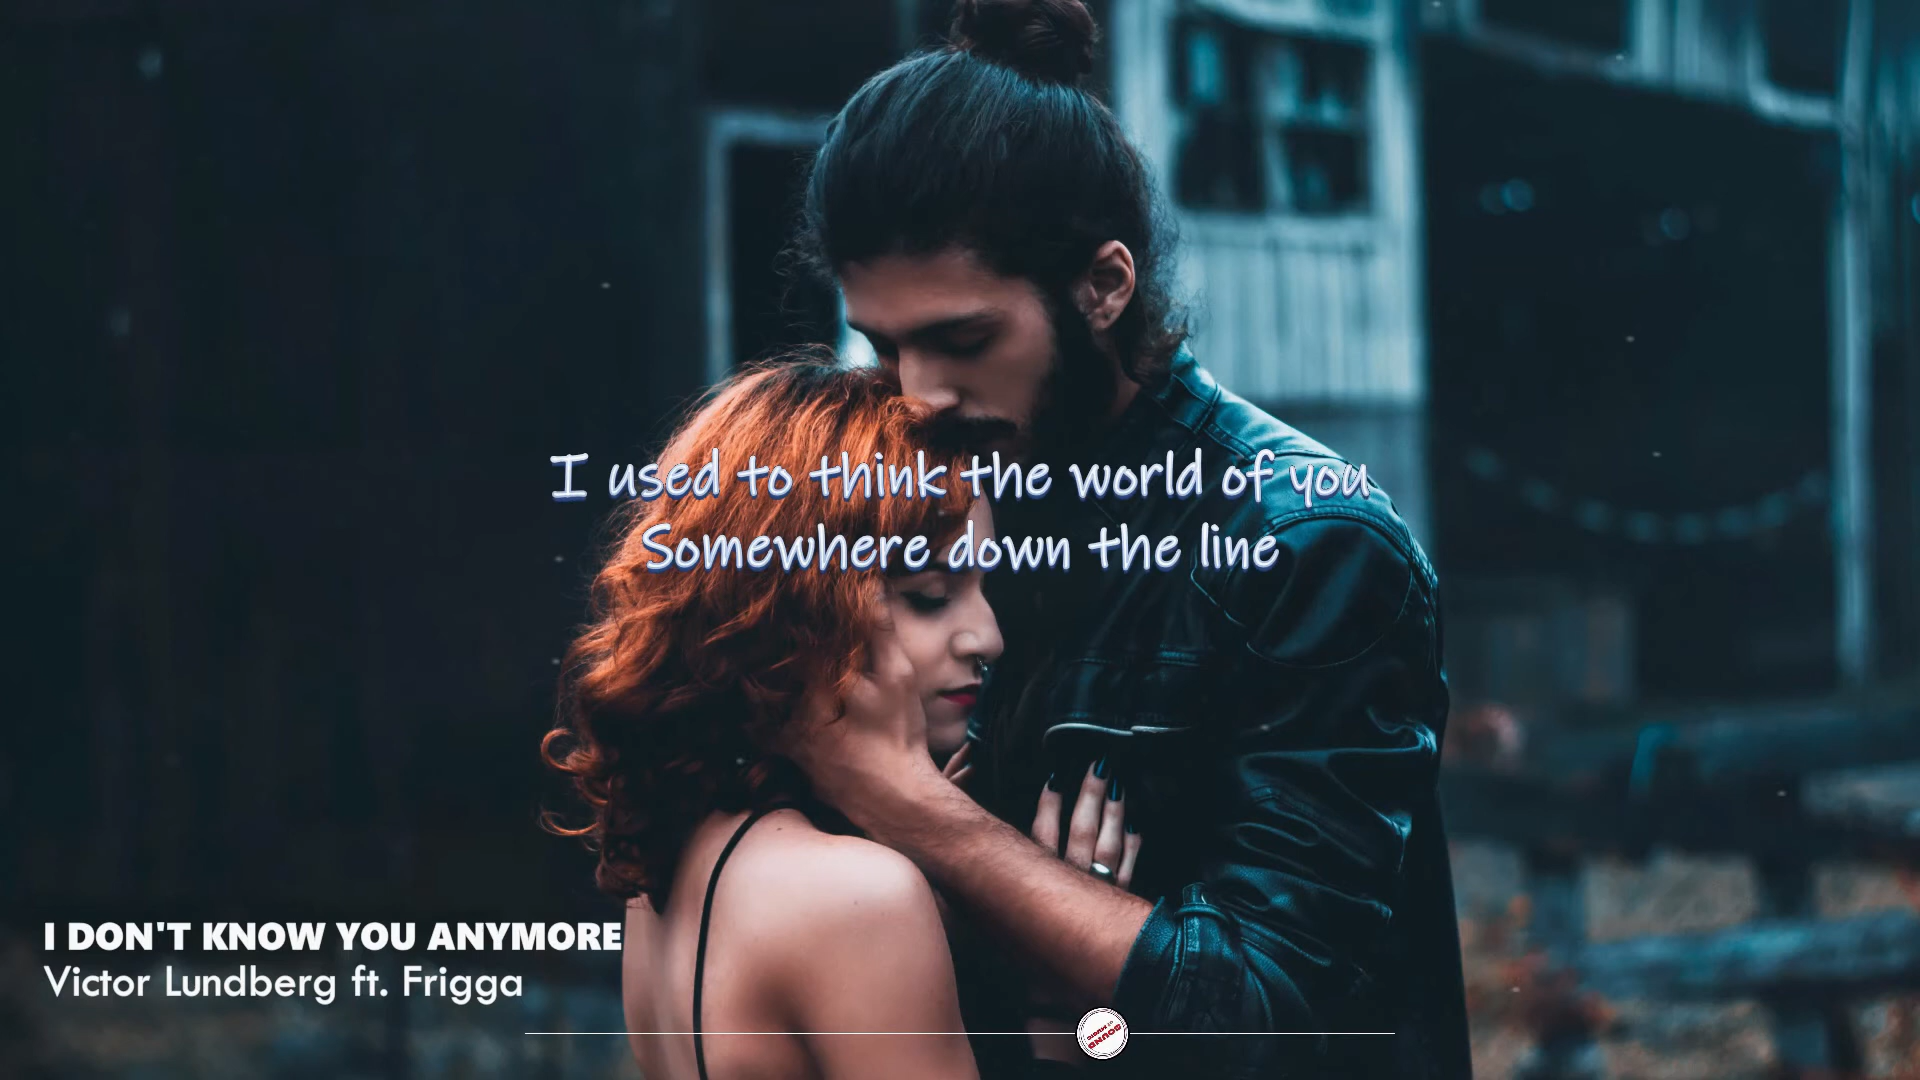 I used to think the world of you
Somewhere down the line
I DON'T KNOW YOU ANYMORE
Victor Lundberg ft. Frigga
BOUND